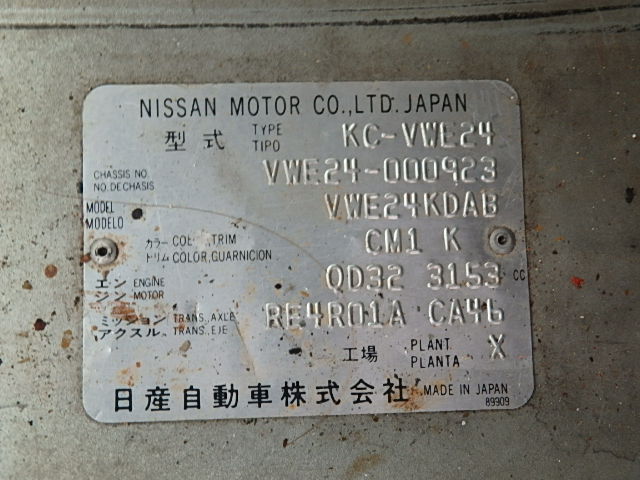 NISSAN MOTOR CO.,LTD. JAPAN
型式 TYPE TIPO KC-VWE24
CHASSIS NO. NO. DE CHASIS VWE24-000923
MODEL MODELO VWE24KDAB
カラー トリム COLOR,GUARNICION TRIM CM1 K
エンジン ENGINE MOTOR QD32 3153 CC
ミッション アクスル TRANS.,AXLE TRANS.,EJE RE4R01A CA46
工場 PLANT PLANTA X
日産自動車株式会社 MADE IN JAPAN
89909